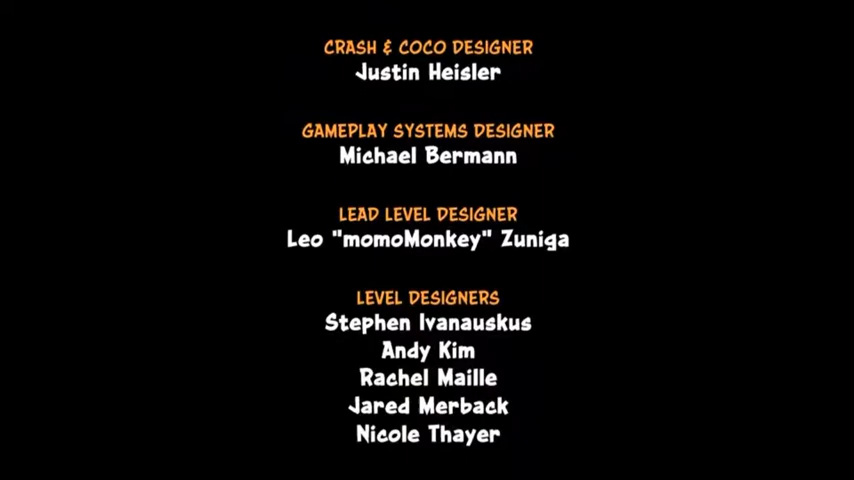 CRASH & COCO DESIGNER
Justin Heisler
GAMEPLAY SYSTEMS DESIGNER
Michael Bermann
LEAD LEVEL DESIGNER
Leo "momoMonkey" Zuniga
LEVEL DESIGNERS
Stephen Ivanauskus
Andy Kim
Rachel Maille
Jared Merback
Nicole Thayer